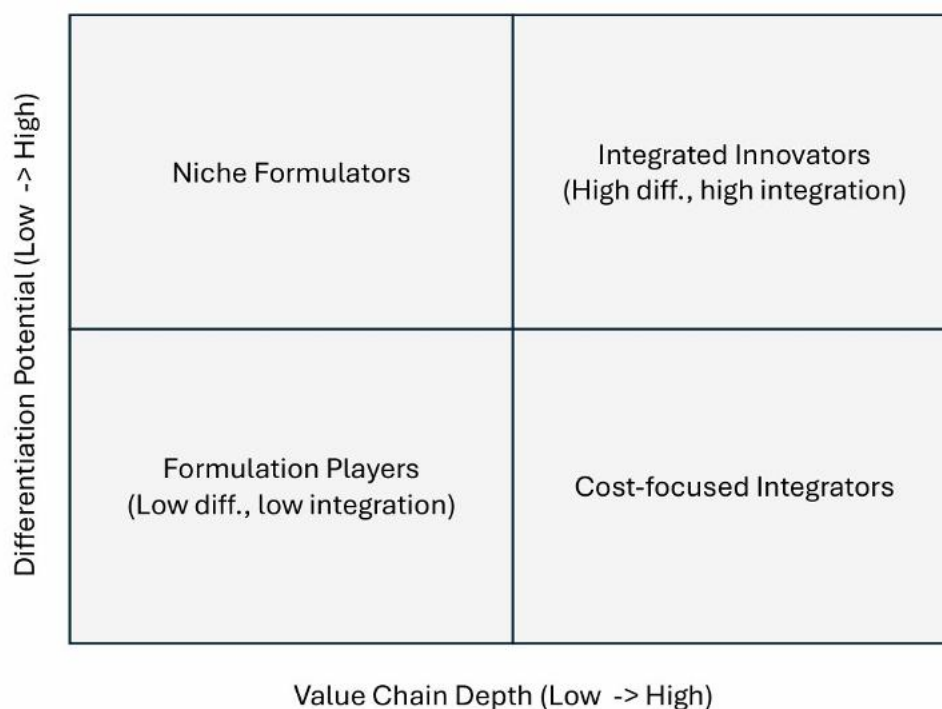 Differentiation Potential (Low -> High)
Niche Formulators
Integrated Innovators
(High diff., high integration)
Formulation Players
(Low diff., low integration)
Cost-focused Integrators
Value Chain Depth (Low -> High)